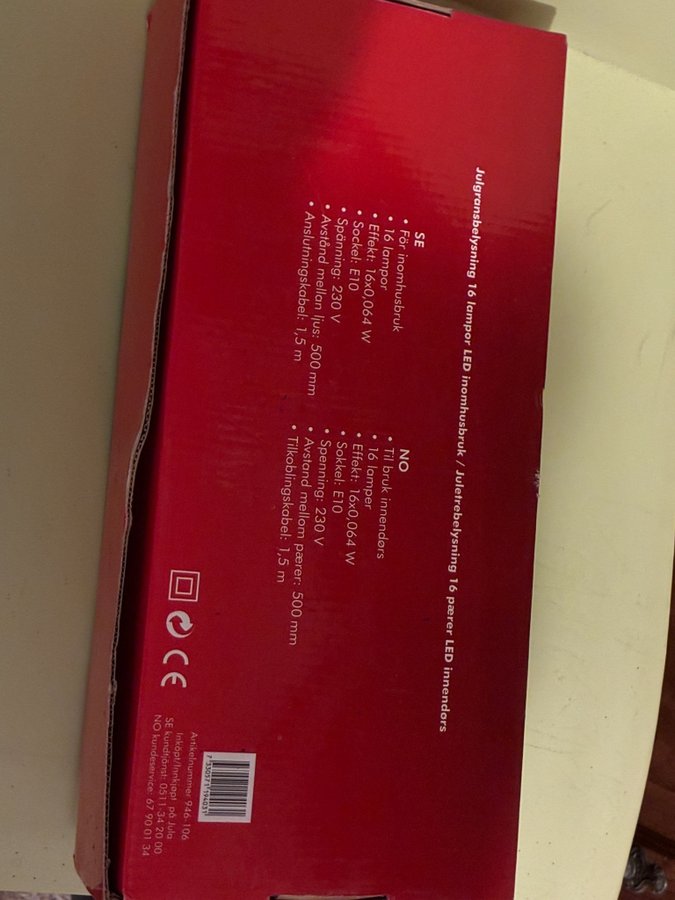 Julgransbelysning 16 lampor LED inomhusbruk / Juletrebelysning 16 pærer LED innendørs
SE
• För inomhusbruk
• 16 lampor
• Effekt: 16x0,064 W
• Sockel: E10
• Spänning: 230 V
• Avstånd mellan ljus: 500 mm
• Anslutningskabel: 1,5 m
NO
• Til bruk innendørs
• 16 lamper
• Effekt: 16x0,064 W
• Sokkel: E10
• Spenning: 230 V
• Avstand mellom pærer: 500 mm
• Tilkoblingskabel: 1,5 m
CE
7 330571 194031
Artikelnummer 946-106
Inköpt/Innkjøpt på Jula
SE kundtjänst: 0511 34 20 00
NO kundeservice: 67 90 01 34